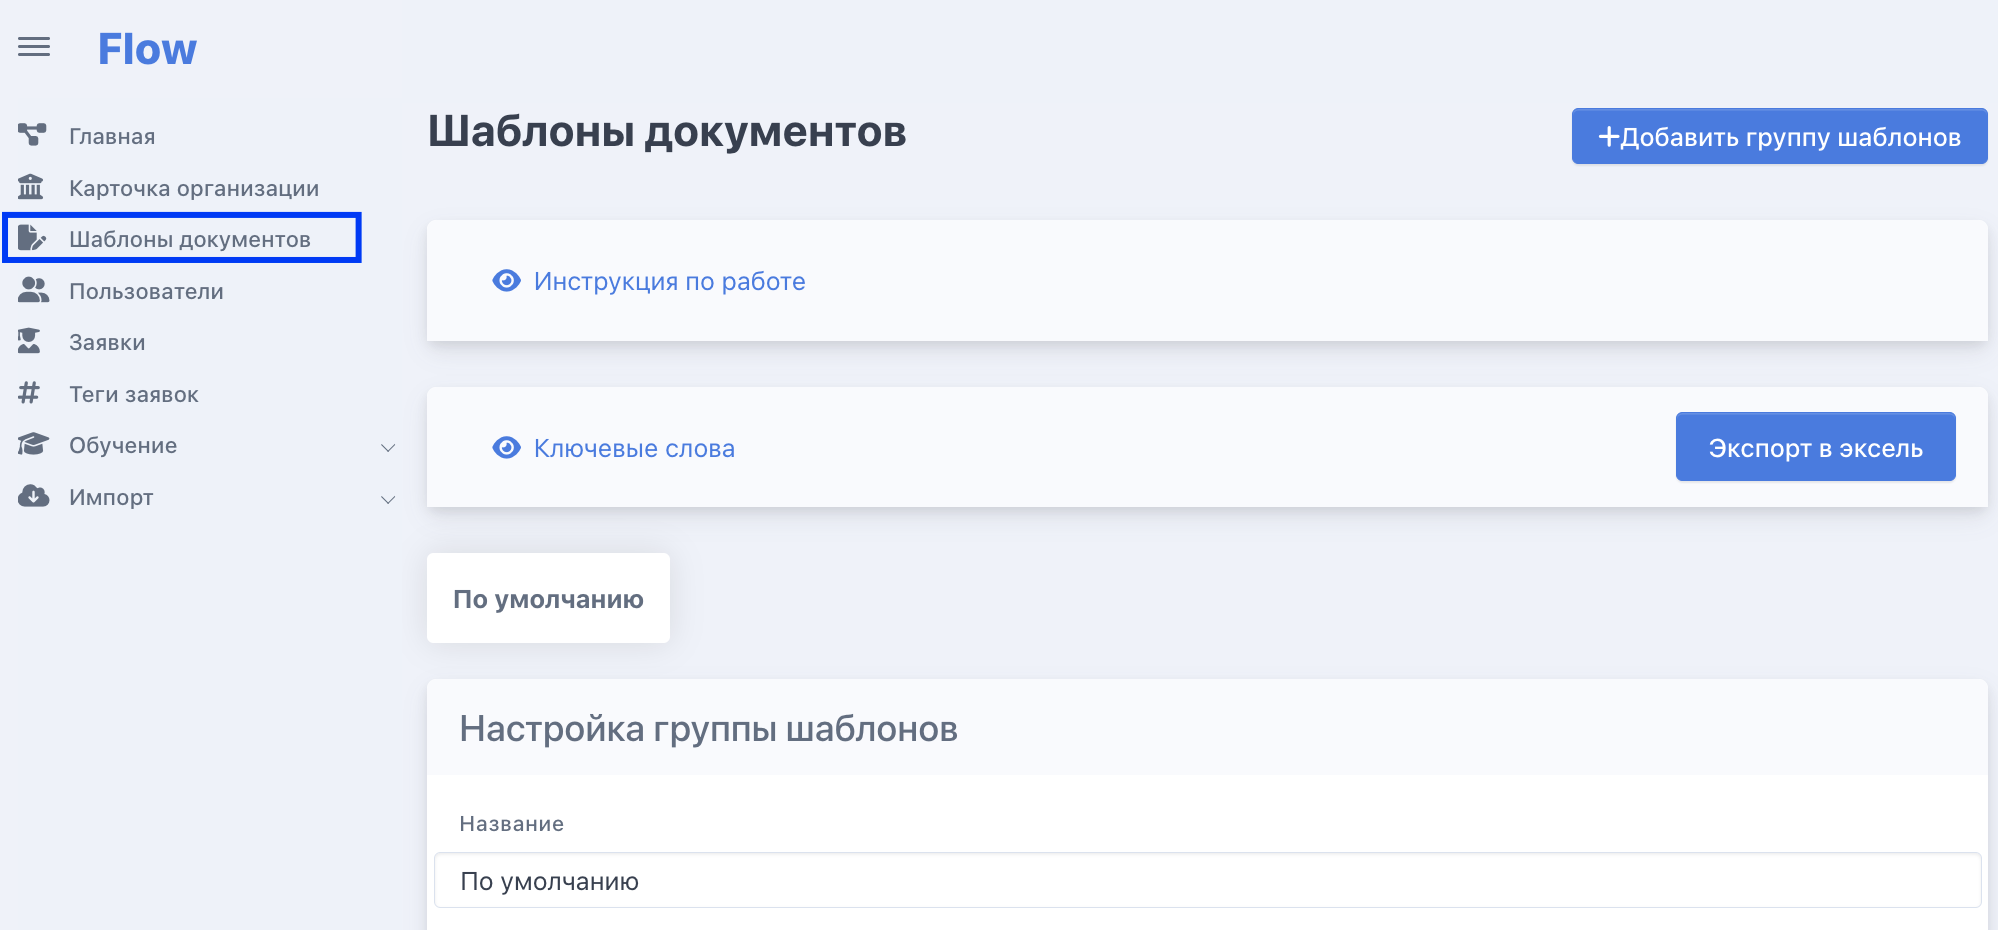 Flow
Главная
Карточка организации
Шаблоны документов
Пользователи
Заявки
Теги заявок
Обучение
Импорт
Шаблоны документов
+Добавить группу шаблонов
Инструкция по работе
Ключевые слова
Экспорт в эксель
По умолчанию
Настройка группы шаблонов
Название
По умолчанию